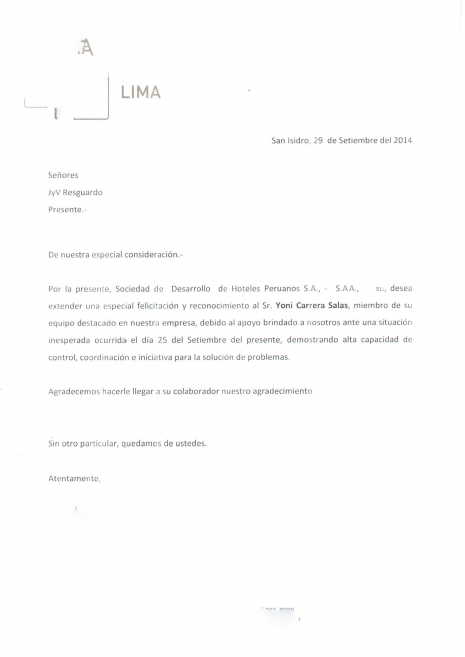 LIMA
San Isidro, 29 de Setiembre del 2014
Señores
JyV Resguardo
Presente.-
De nuestra especial consideración.-
Por la presente, Sociedad de Desarrollo de Hoteles Peruanos S.A., - S.AA., su, desea
extender una especial felicitación y reconocimiento al Sr. Yoni Carrera Salas, miembro de su
equipo destacado en nuestra empresa, debido al apoyo brindado a nosotros ante una situación
inesperada ocurrida el día 25 del Setiembre del presente, demostrando alta capacidad de
control, coordinación e iniciativa para la solución de problemas.
Agradecemos hacerle llegar a su colaborador nuestro agradecimiento
Sin otro particular, quedamos de ustedes.
Atentamente,